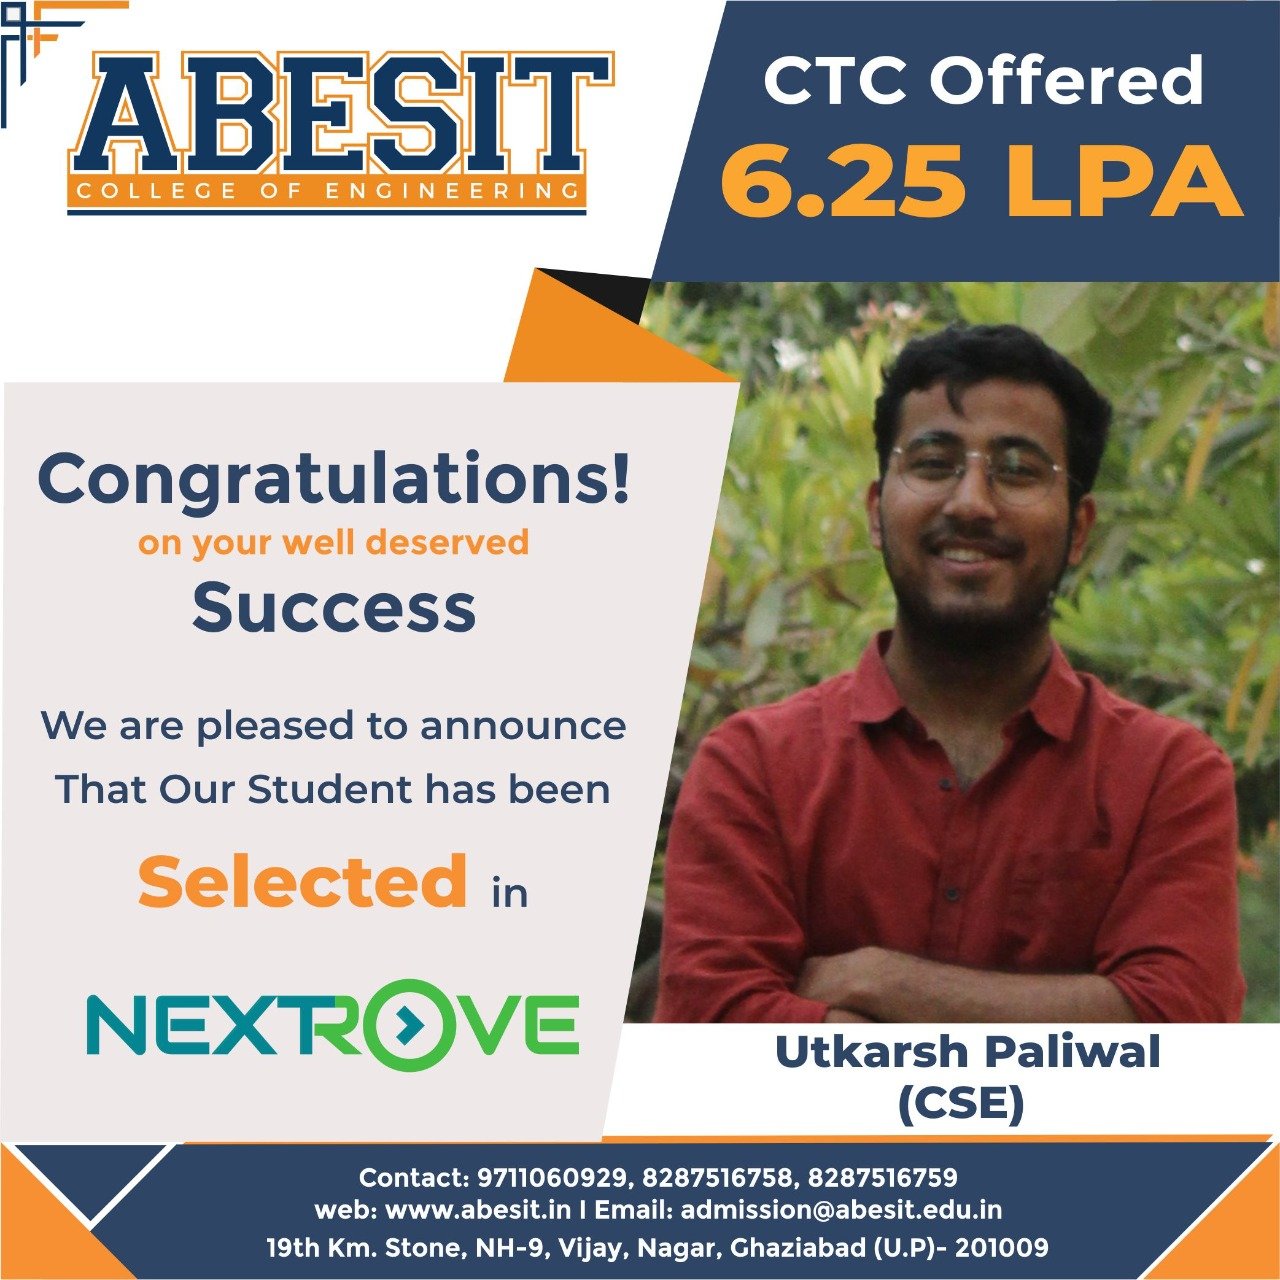 ABESIT
COLLEGE OF ENGINEERING
CTC Offered
6.25 LPA
Congratulations!
on your well deserved
Success
We are pleased to announce
That Our Student has been
Selected in
NEXTROVE
Utkarsh Paliwal
(CSE)
Contact: 9711060929, 8287516758, 8287516759
web: www.abesit.in I Email: admission@abesit.edu.in
19th Km. Stone, NH-9, Vijay, Nagar, Ghaziabad (U.P)- 201009